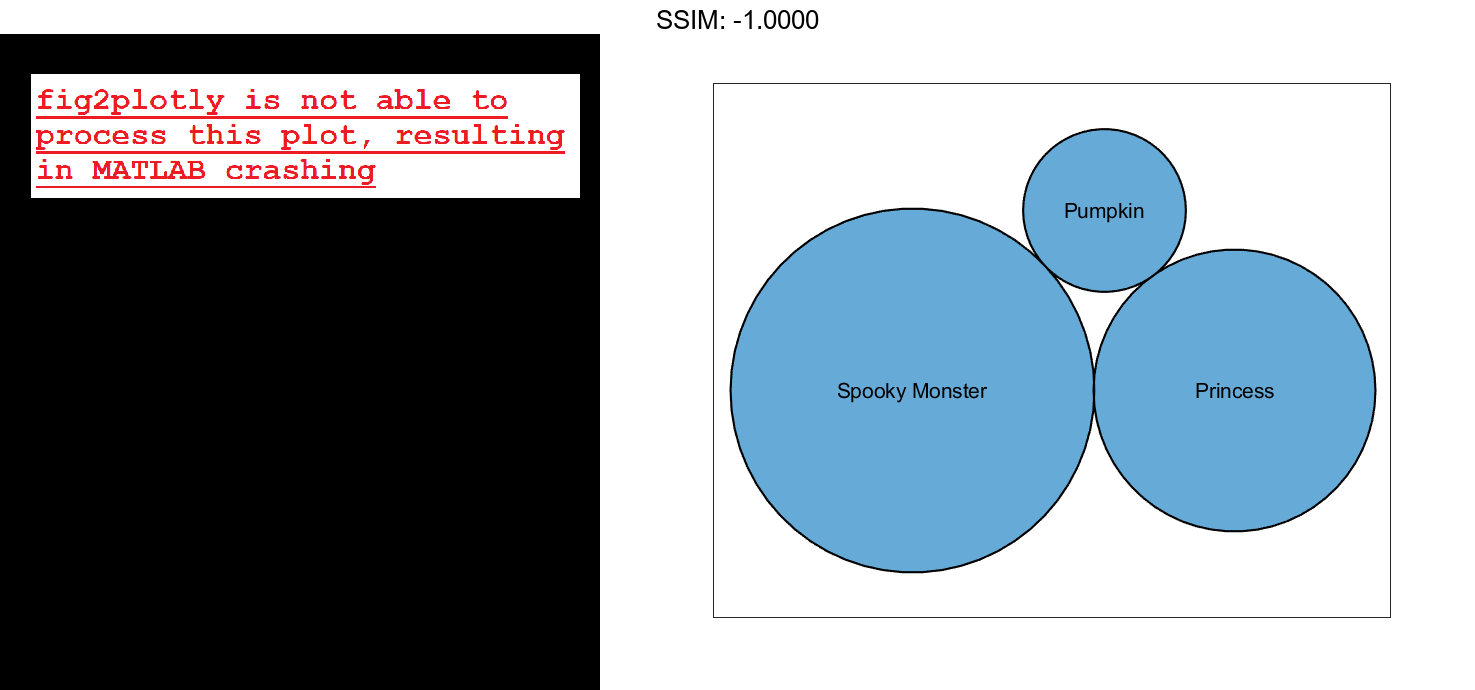 SSIM: -1.0000
fig2plotly is not able to
process this plot, resulting
in MATLAB crashing
Pumpkin
Spooky Monster
Princess